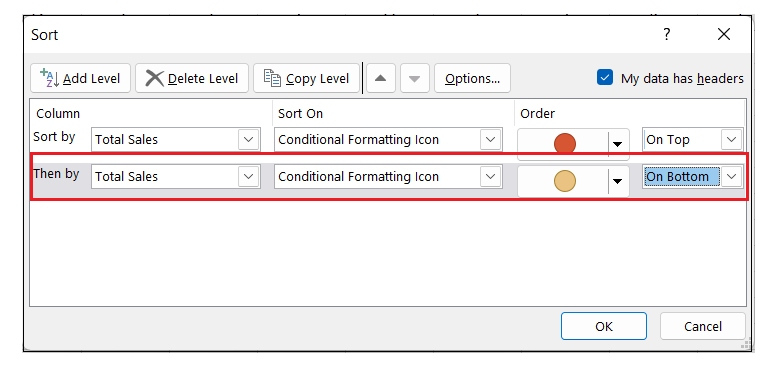 Sort
?
Add Level Delete Level Copy Level Options... My data has headers
Column Sort On Order
Sort by Total Sales Conditional Formatting Icon On Top
Then by Total Sales Conditional Formatting Icon On Bottom
OK Cancel